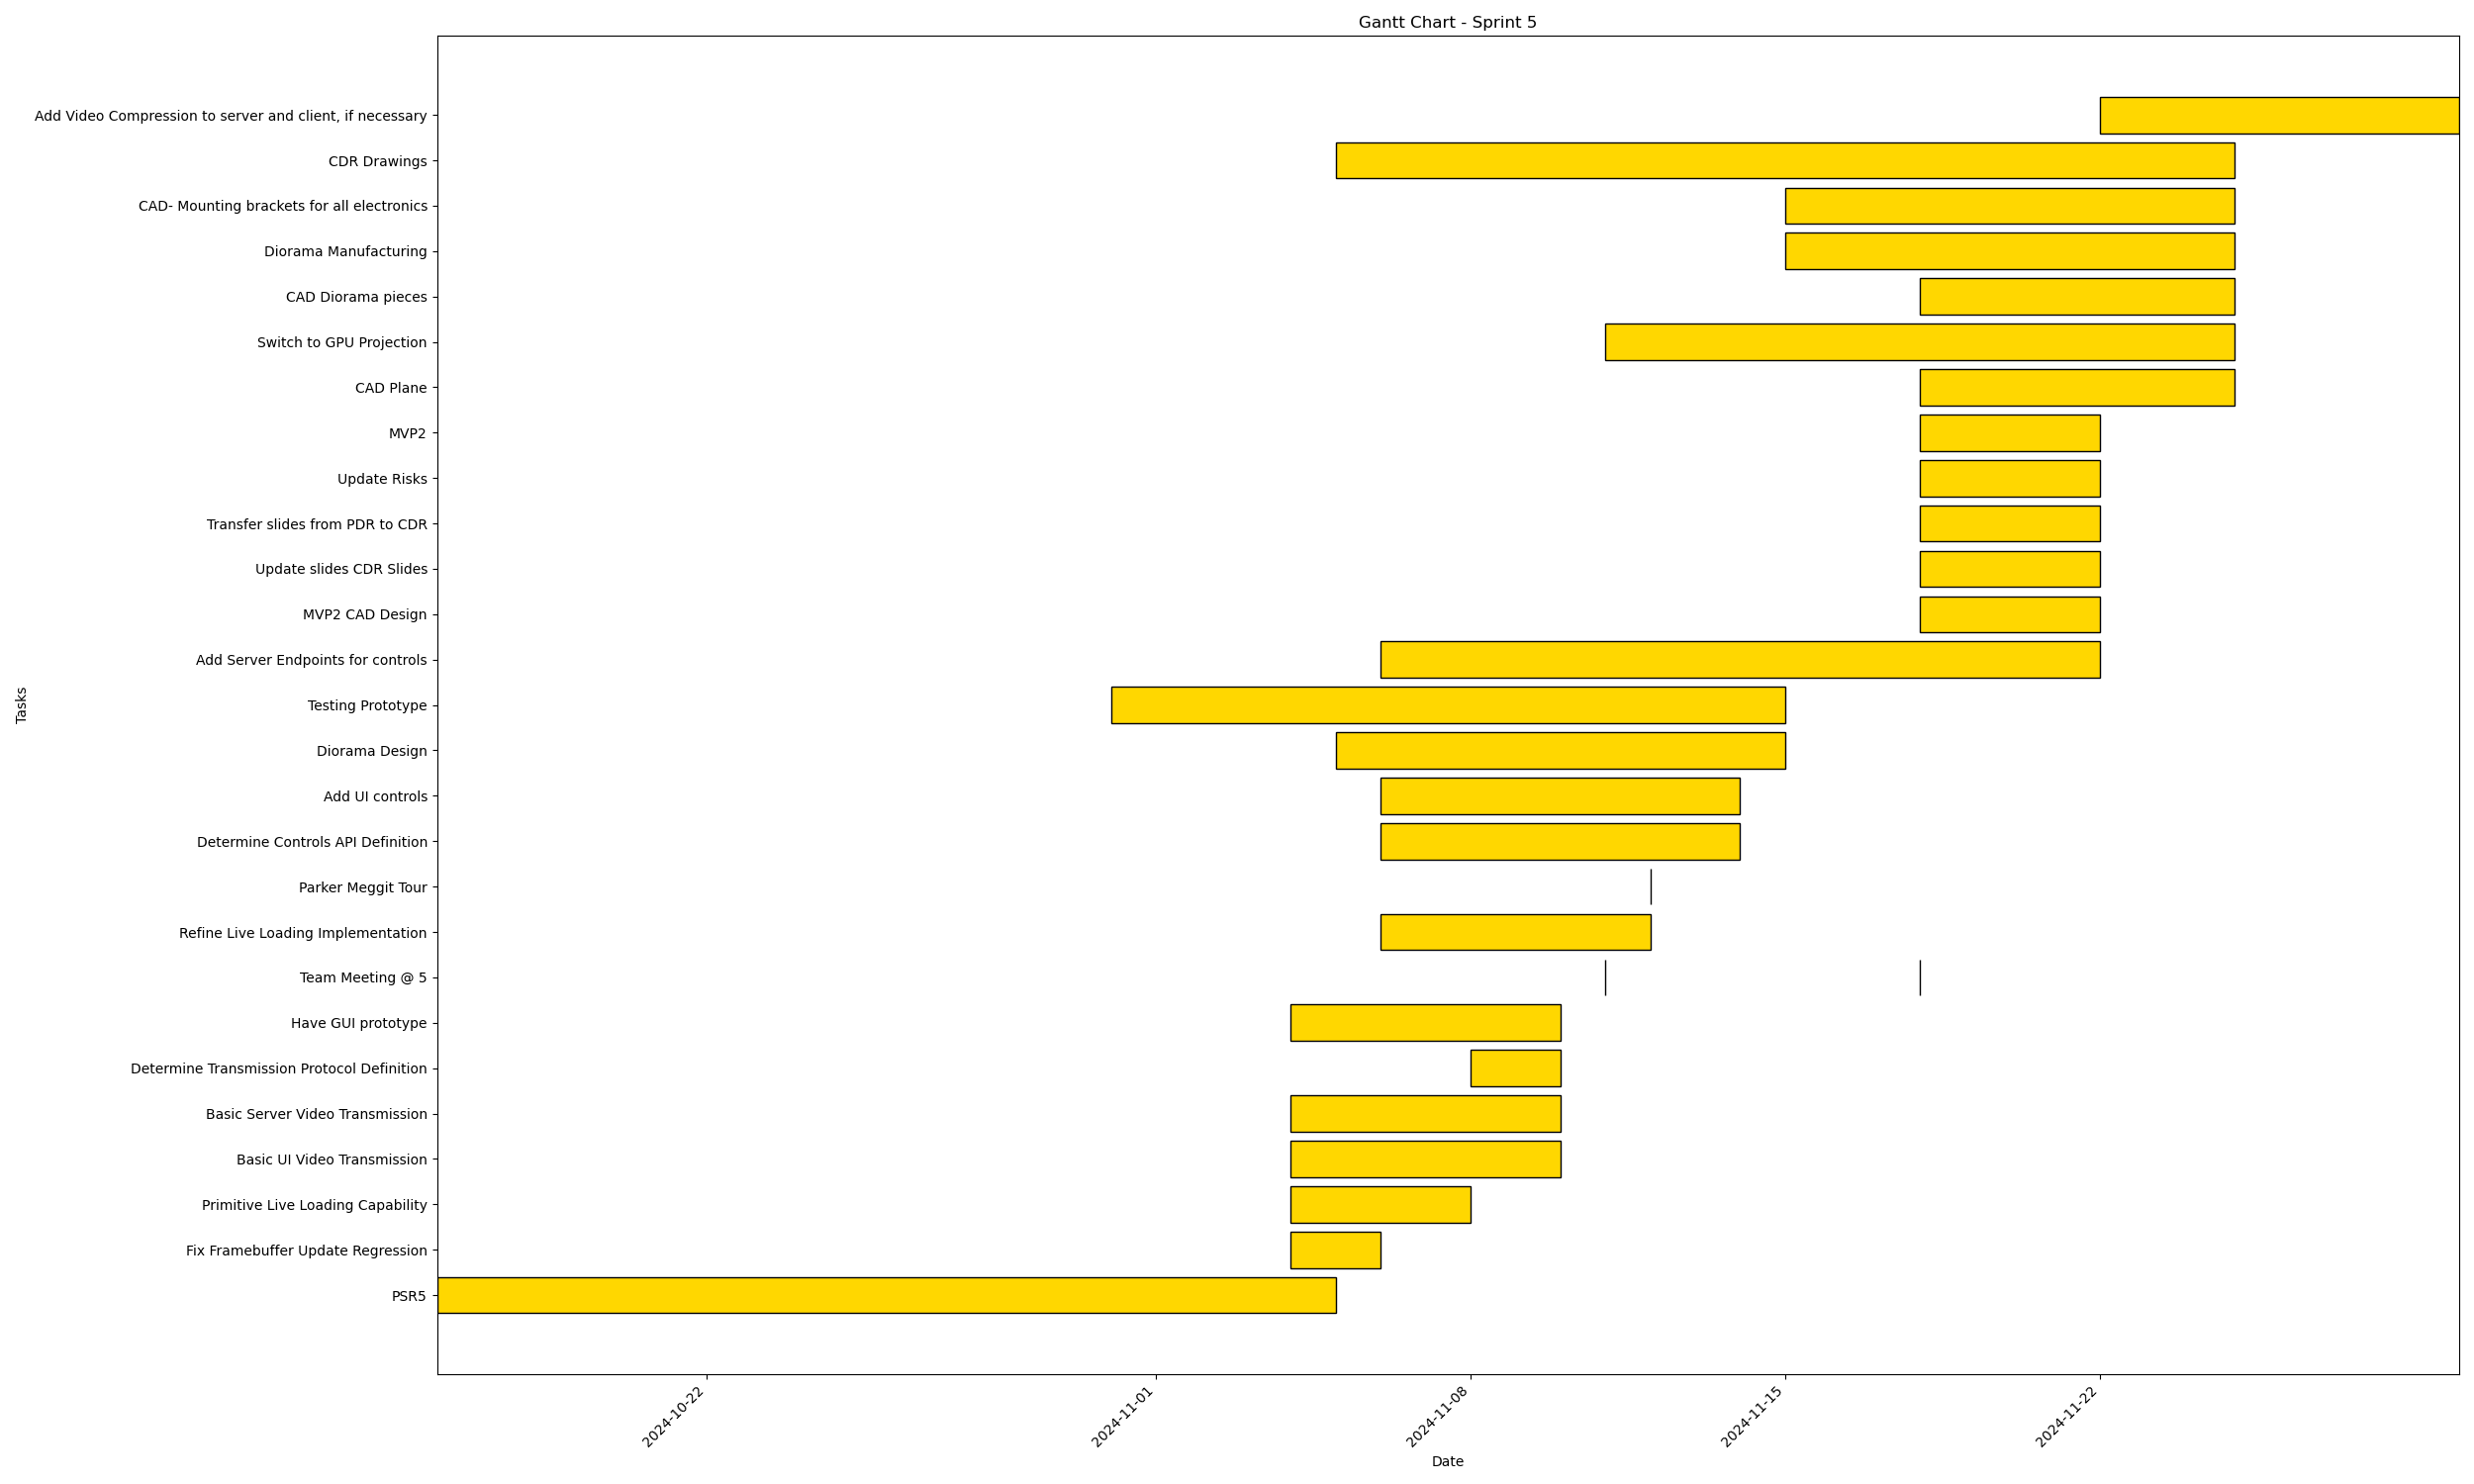 Gantt Chart - Sprint 5
Add Video Compression to server and client, if necessary
CDR Drawings
CAD- Mounting brackets for all electronics
Diorama Manufacturing
CAD Diorama pieces
Switch to GPU Projection
CAD Plane
MVP2
Update Risks
Transfer slides from PDR to CDR
Update slides CDR Slides
MVP2 CAD Design
Add Server Endpoints for controls
Testing Prototype
Diorama Design
Add UI controls
Determine Controls API Definition
Parker Meggit Tour
Refine Live Loading Implementation
Team Meeting @ 5
Have GUI prototype
Determine Transmission Protocol Definition
Basic Server Video Transmission
Basic UI Video Transmission
Primitive Live Loading Capability
Fix Framebuffer Update Regression
PSR5
Tasks
2024-10-22
2024-11-01
2024-11-08
2024-11-15
2024-11-22
Date